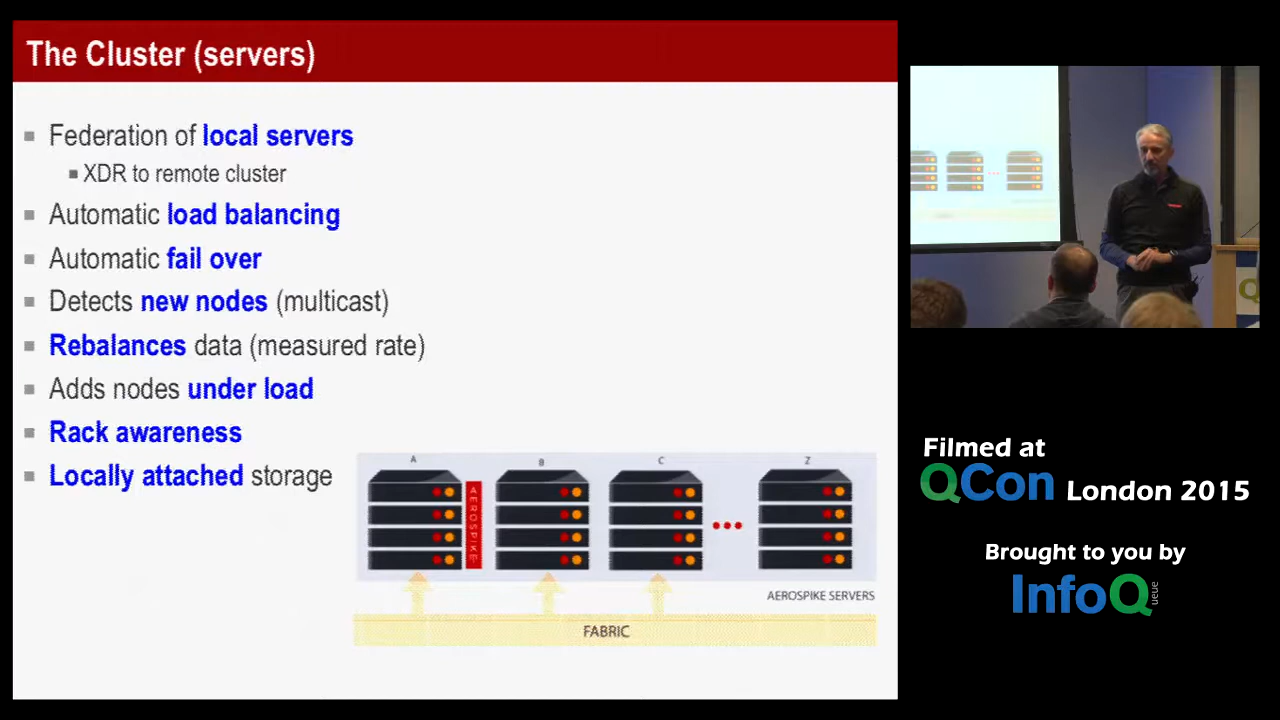 The Cluster (servers)
Federation of local servers
XDR to remote cluster
Automatic load balancing
Automatic fail over
Detects new nodes (multicast)
Rebalances data (measured rate)
Adds nodes under load
Rack awareness
Locally attached storage
A
B
C
Z
AEROSPIKE
AEROSPIKE SERVERS
FABRIC
Filmed at
QCon London 2015
Brought to you by
InfoQueue